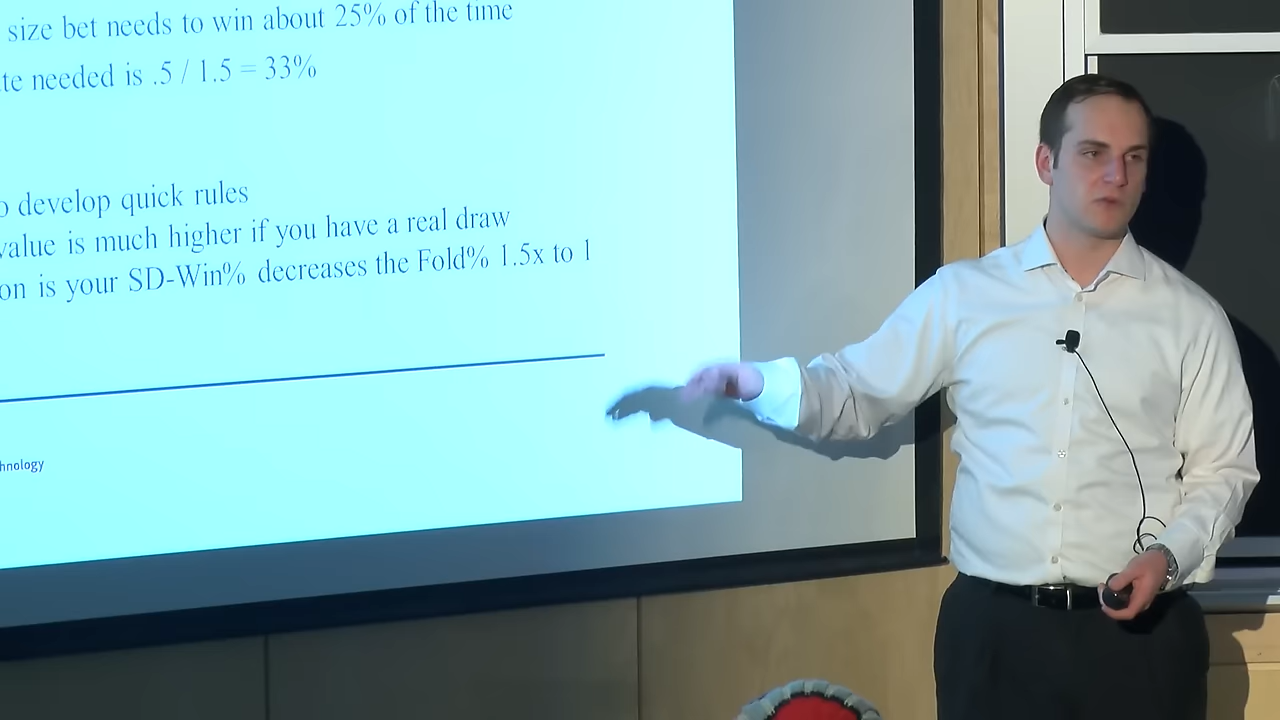 size bet needs to win about 25% of the time
te needed is .5 / 1.5 = 33%
o develop quick rules
value is much higher if you have a real draw
on is your SD-Win% decreases the Fold% 1.5x to 1
hnology